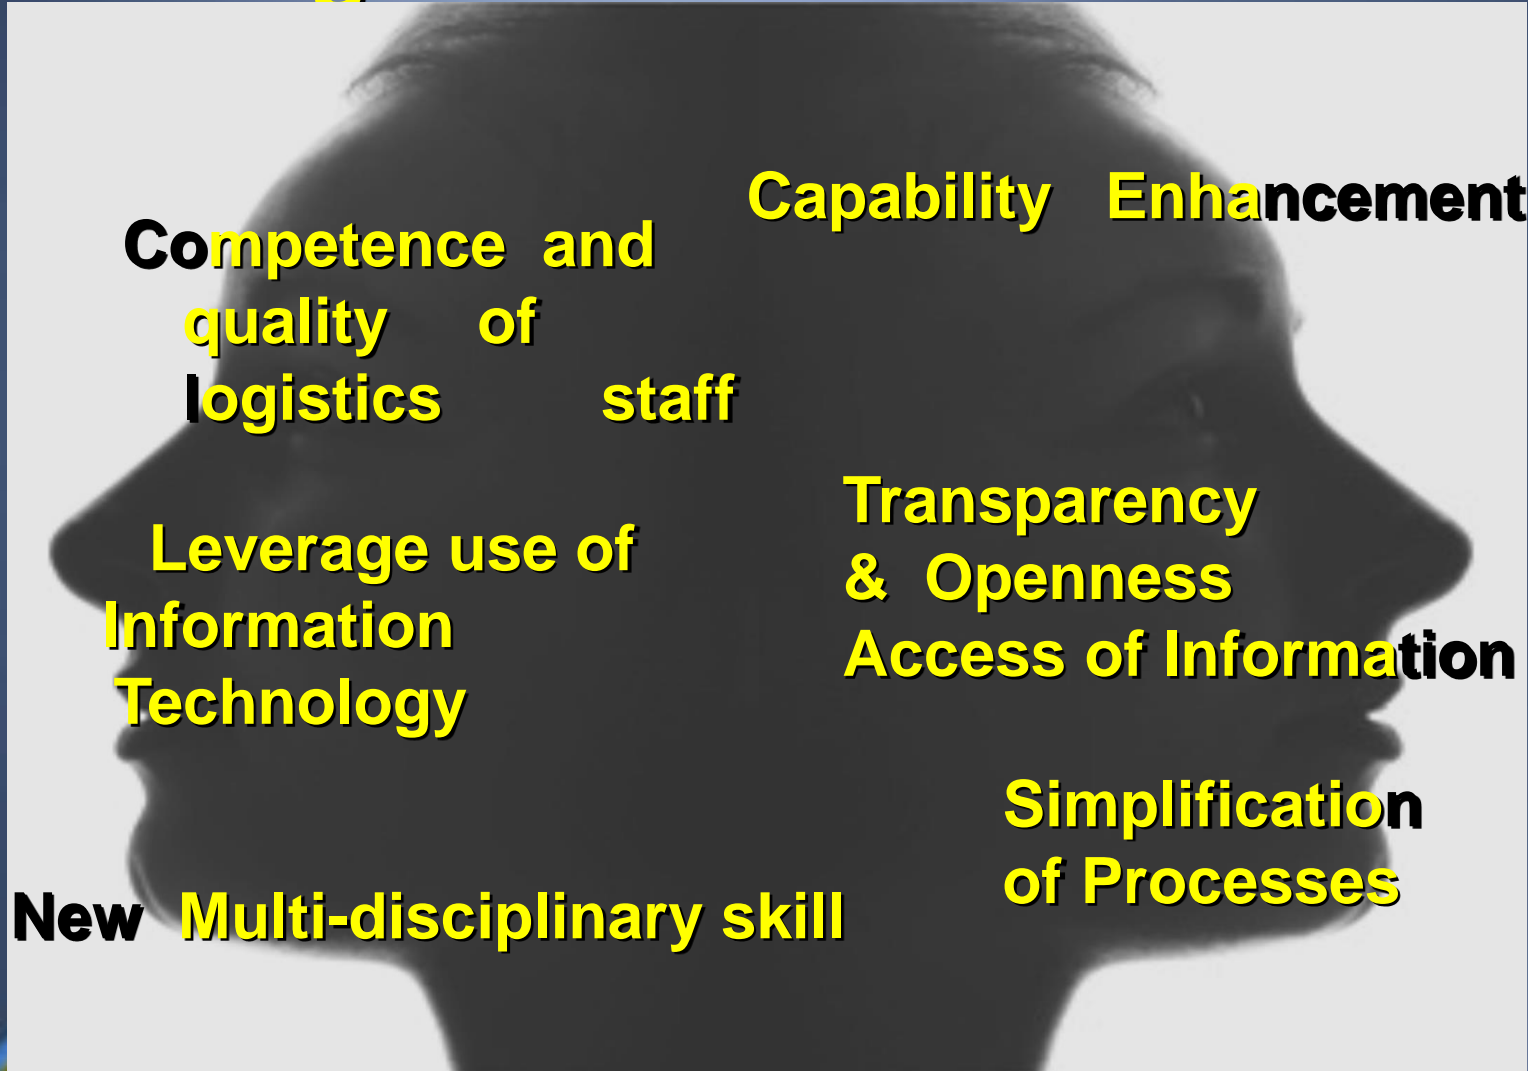 Capability Enhancement
Competence and
quality of
logistics staff
Transparency
& Openness
Access of Information
Leverage use of
Information
Technology
Simplification
of Processes
New Multi-disciplinary skill